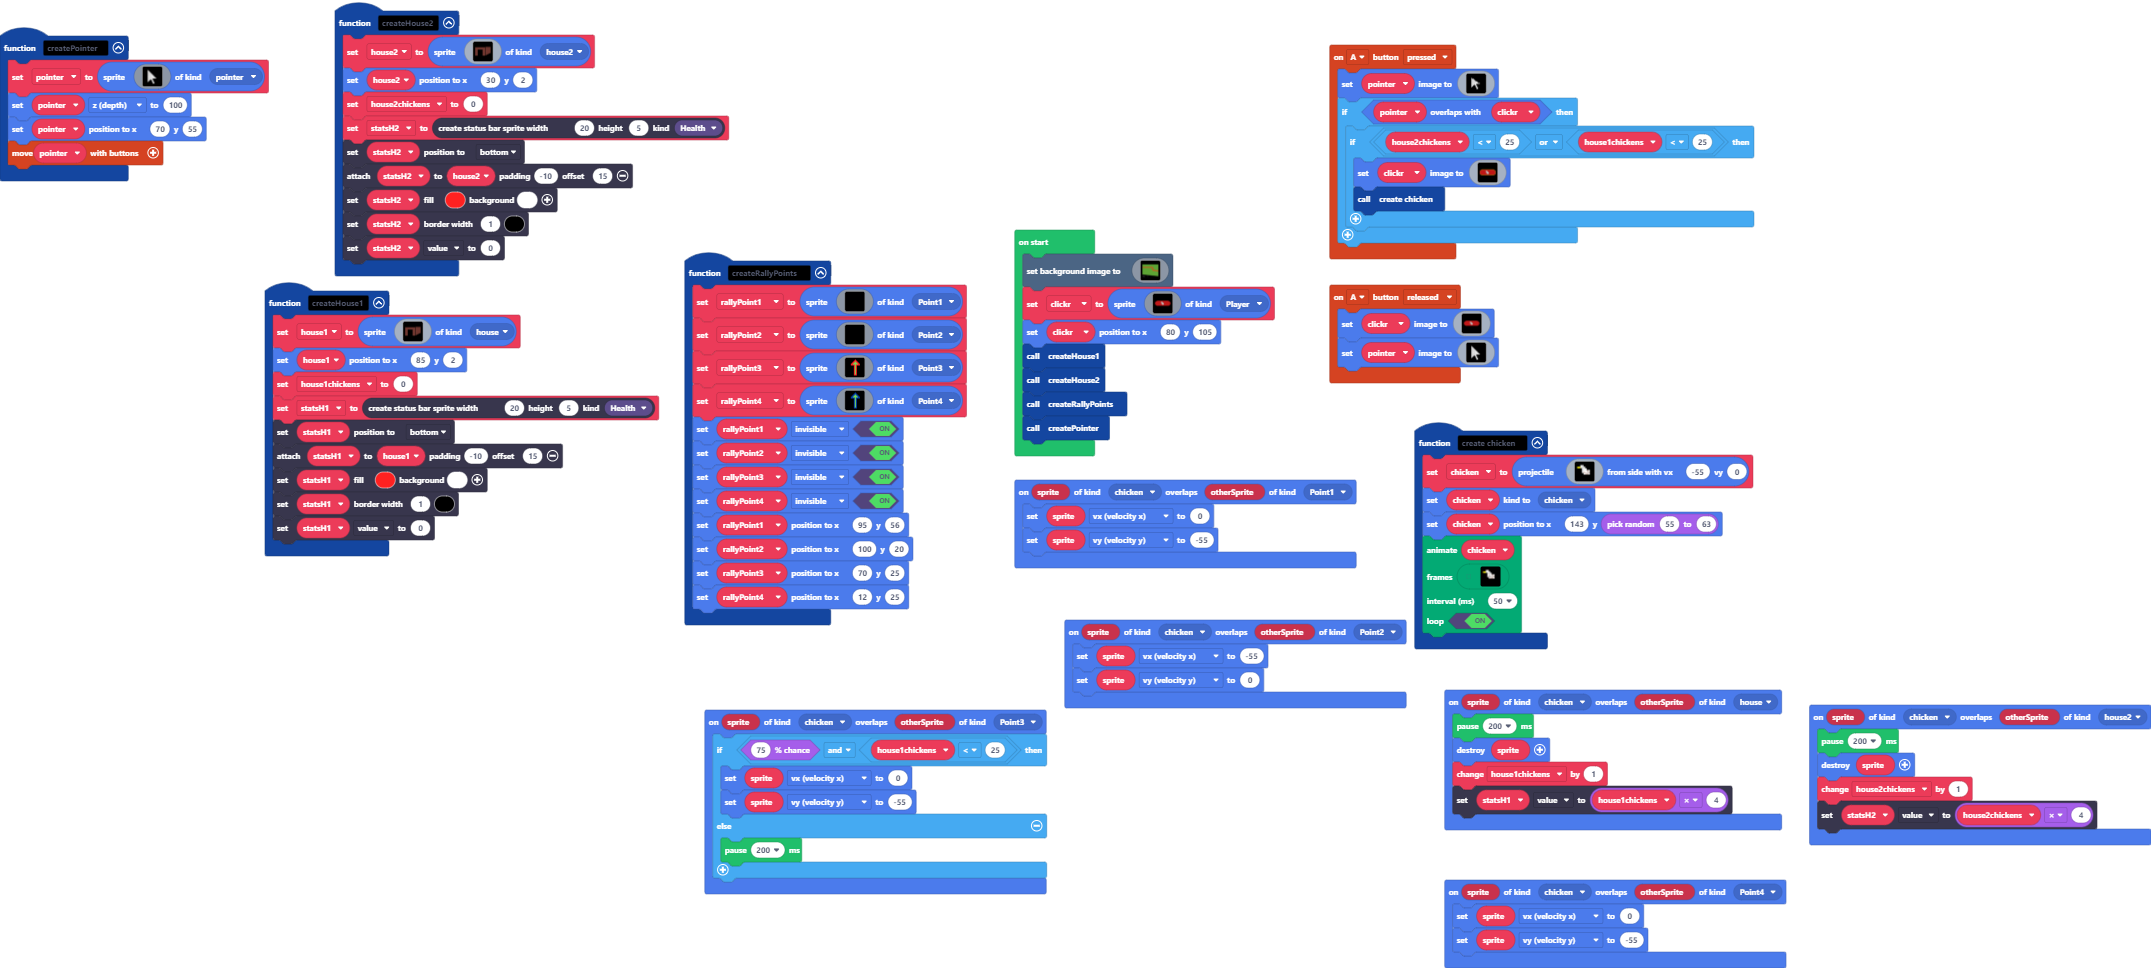 function createPointer
set pointer to sprite of kind pointer
set pointer z (depth) to 100
set pointer position to x 70 y 55
move pointer with buttons
function createHouse2
set house2 to sprite of kind house2
set house2 position to x 30 y 2
set house2chickens to 0
set statsH2 to create status bar sprite width 20 height 5 kind Health
set statsH2 position to bottom
attach statsH2 to house2 padding -10 offset 15
set statsH2 fill background
set statsH2 border width 1
set statsH2 value to 0
function createHouse1
set house1 to sprite of kind house
set house1 position to x 85 y 2
set house1chickens to 0
set statsH1 to create status bar sprite width 20 height 5 kind Health
set statsH1 position to bottom
attach statsH1 to house1 padding -10 offset 15
set statsH1 fill background
set statsH1 border width 1
set statsH1 value to 0
function createRallyPoints
set rallyPoint1 to sprite of kind Point1
set rallyPoint2 to sprite of kind Point2
set rallyPoint3 to sprite of kind Point3
set rallyPoint4 to sprite of kind Point4
set rallyPoint1 invisible ON
set rallyPoint2 invisible ON
set rallyPoint3 invisible ON
set rallyPoint4 invisible ON
set rallyPoint1 position to x 95 y 56
set rallyPoint2 position to x 100 y 20
set rallyPoint3 position to x 70 y 25
set rallyPoint4 position to x 12 y 25
on start
set background image to
set clickr to sprite of kind Player
set clickr position to x 80 y 105
call createHouse1
call createHouse2
call createRallyPoints
call createPointer
on A button pressed
set pointer image to
if pointer overlaps with clickr then
if house2chickens < 25 or house1chickens < 25 then
set clickr image to
call create chicken
on A button released
set clickr image to
set pointer image to
function create chicken
set chicken to projectile from side with vx -55 vy 0
set chicken kind to chicken
set chicken position to x 143 y pick random 55 to 63
animate chicken
frames
interval (ms) 50
loop ON
on sprite of kind chicken overlaps otherSprite of kind Point1
set sprite vx (velocity x) to 0
set sprite vy (velocity y) to -55
on sprite of kind chicken overlaps otherSprite of kind Point2
set sprite vx (velocity x) to -55
set sprite vy (velocity y) to 0
on sprite of kind chicken overlaps otherSprite of kind Point3
if 75 % chance and house1chickens < 25 then
set sprite vx (velocity x) to 0
set sprite vy (velocity y) to -55
else
pause 200 ms
on sprite of kind chicken overlaps otherSprite of kind house
pause 200 ms
destroy sprite
change house1chickens by 1
set statsH1 value to house1chickens × 4
on sprite of kind chicken overlaps otherSprite of kind house2
pause 200 ms
destroy sprite
change house2chickens by 1
set statsH2 value to house2chickens × 4
on sprite of kind chicken overlaps otherSprite of kind Point4
set sprite vx (velocity x) to 0
set sprite vy (velocity y) to -55